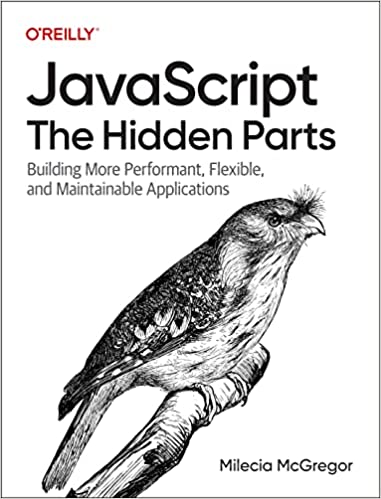 O'REILLY®
JavaScript
The Hidden Parts
Building More Performant, Flexible,
and Maintainable Applications
Milecia McGregor